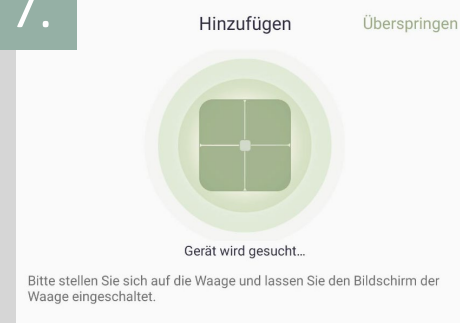 7.
Hinzufügen
Überspringen
Gerät wird gesucht...
Bitte stellen Sie sich auf die Waage und lassen Sie den Bildschirm der
Waage eingeschaltet.